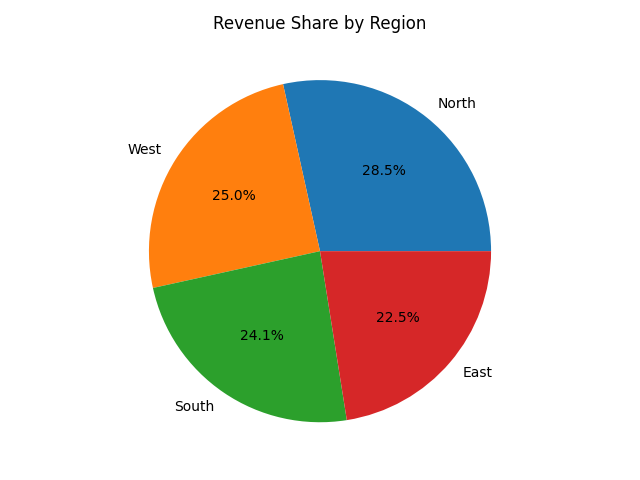 Revenue Share by Region
North
28.5%
West
25.0%
South
24.1%
East
22.5%